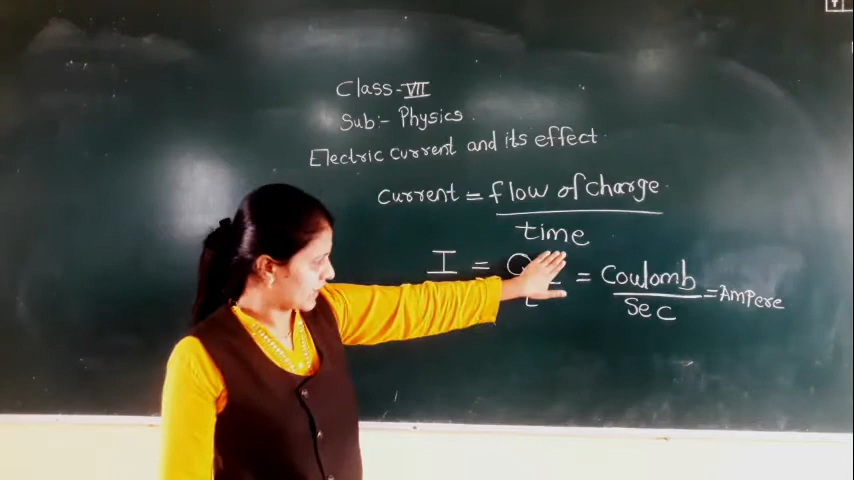 Class-VII
Sub:- Physics
Electric current and its effect
current = flow of charge
time
I = Q = Coulomb = Ampere
t Sec